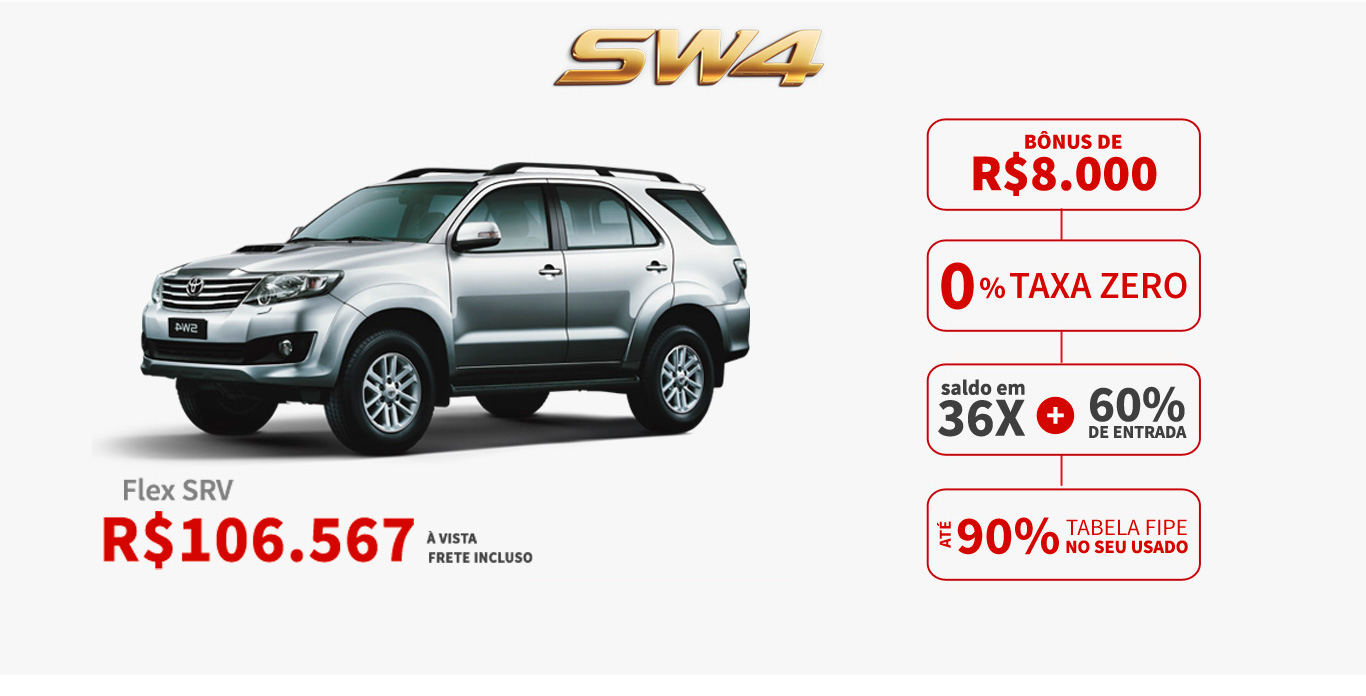 SW4
SW4
Flex SRV
R$106.567
À VISTA
FRETE INCLUSO
BÔNUS DE
R$8.000
0% TAXA ZERO
saldo em
36X
+
60%
DE ENTRADA
ATÉ
90%
TABELA FIPE
NO SEU USADO